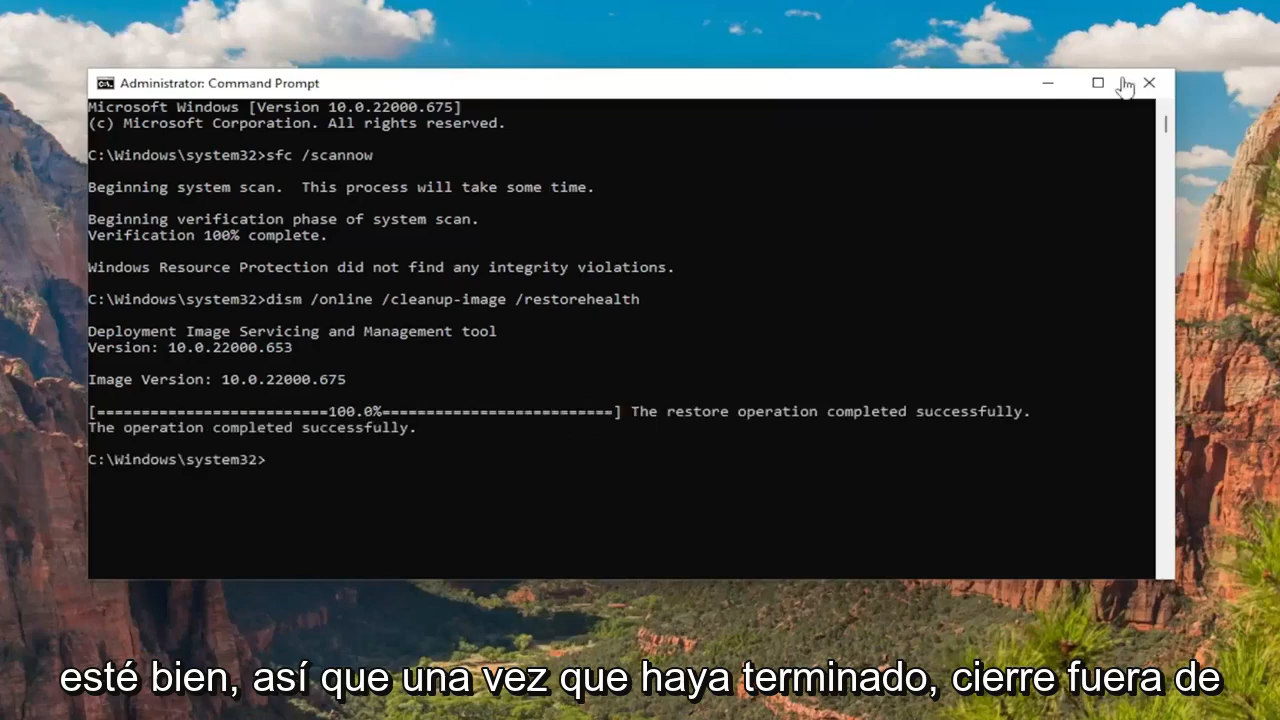 Administrator: Command Prompt
Microsoft Windows [Version 10.0.22000.675]
(c) Microsoft Corporation. All rights reserved.
C:\Windows\system32>sfc /scannow
Beginning system scan.  This process will take some time.
Beginning verification phase of system scan.
Verification 100% complete.
Windows Resource Protection did not find any integrity violations.
C:\Windows\system32>dism /online /cleanup-image /restorehealth
Deployment Image Servicing and Management tool
Version: 10.0.22000.653
Image Version: 10.0.22000.675
[==========================100.0%==========================] The restore operation completed successfully.
The operation completed successfully.
C:\Windows\system32>
esté bien, así que una vez que haya terminado, cierre fuera de